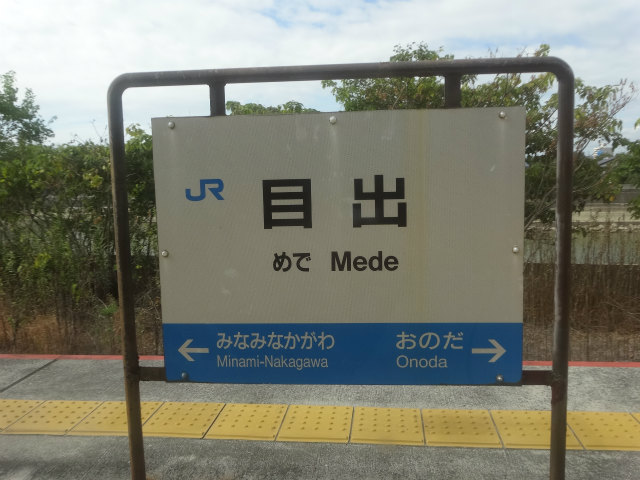 JR 目出
めで Mede
みなみなかがわ おのだ
Minami-Nakagawa Onoda